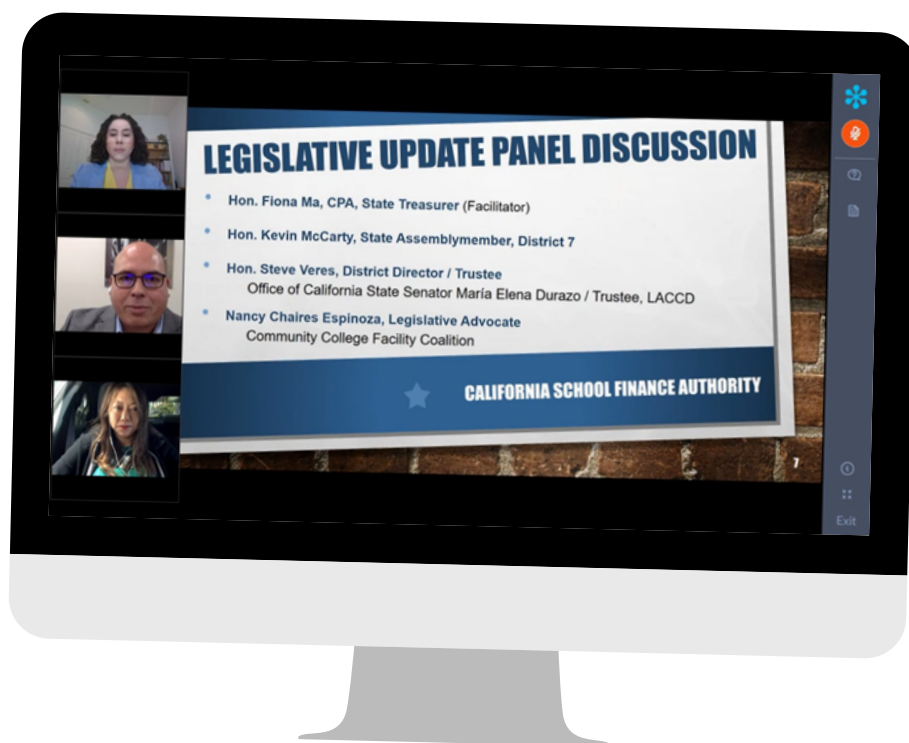 LEGISLATIVE UPDATE PANEL DISCUSSION
Hon. Fiona Ma, CPA, State Treasurer (Facilitator)
Hon. Kevin McCarty, State Assemblymember, District 7
Hon. Steve Veres, District Director / Trustee
Office of California State Senator María Elena Durazo / Trustee, LACCD
Nancy Chaires Espinoza, Legislative Advocate
Community College Facility Coalition
CALIFORNIA SCHOOL FINANCE AUTHORITY
7
Exit